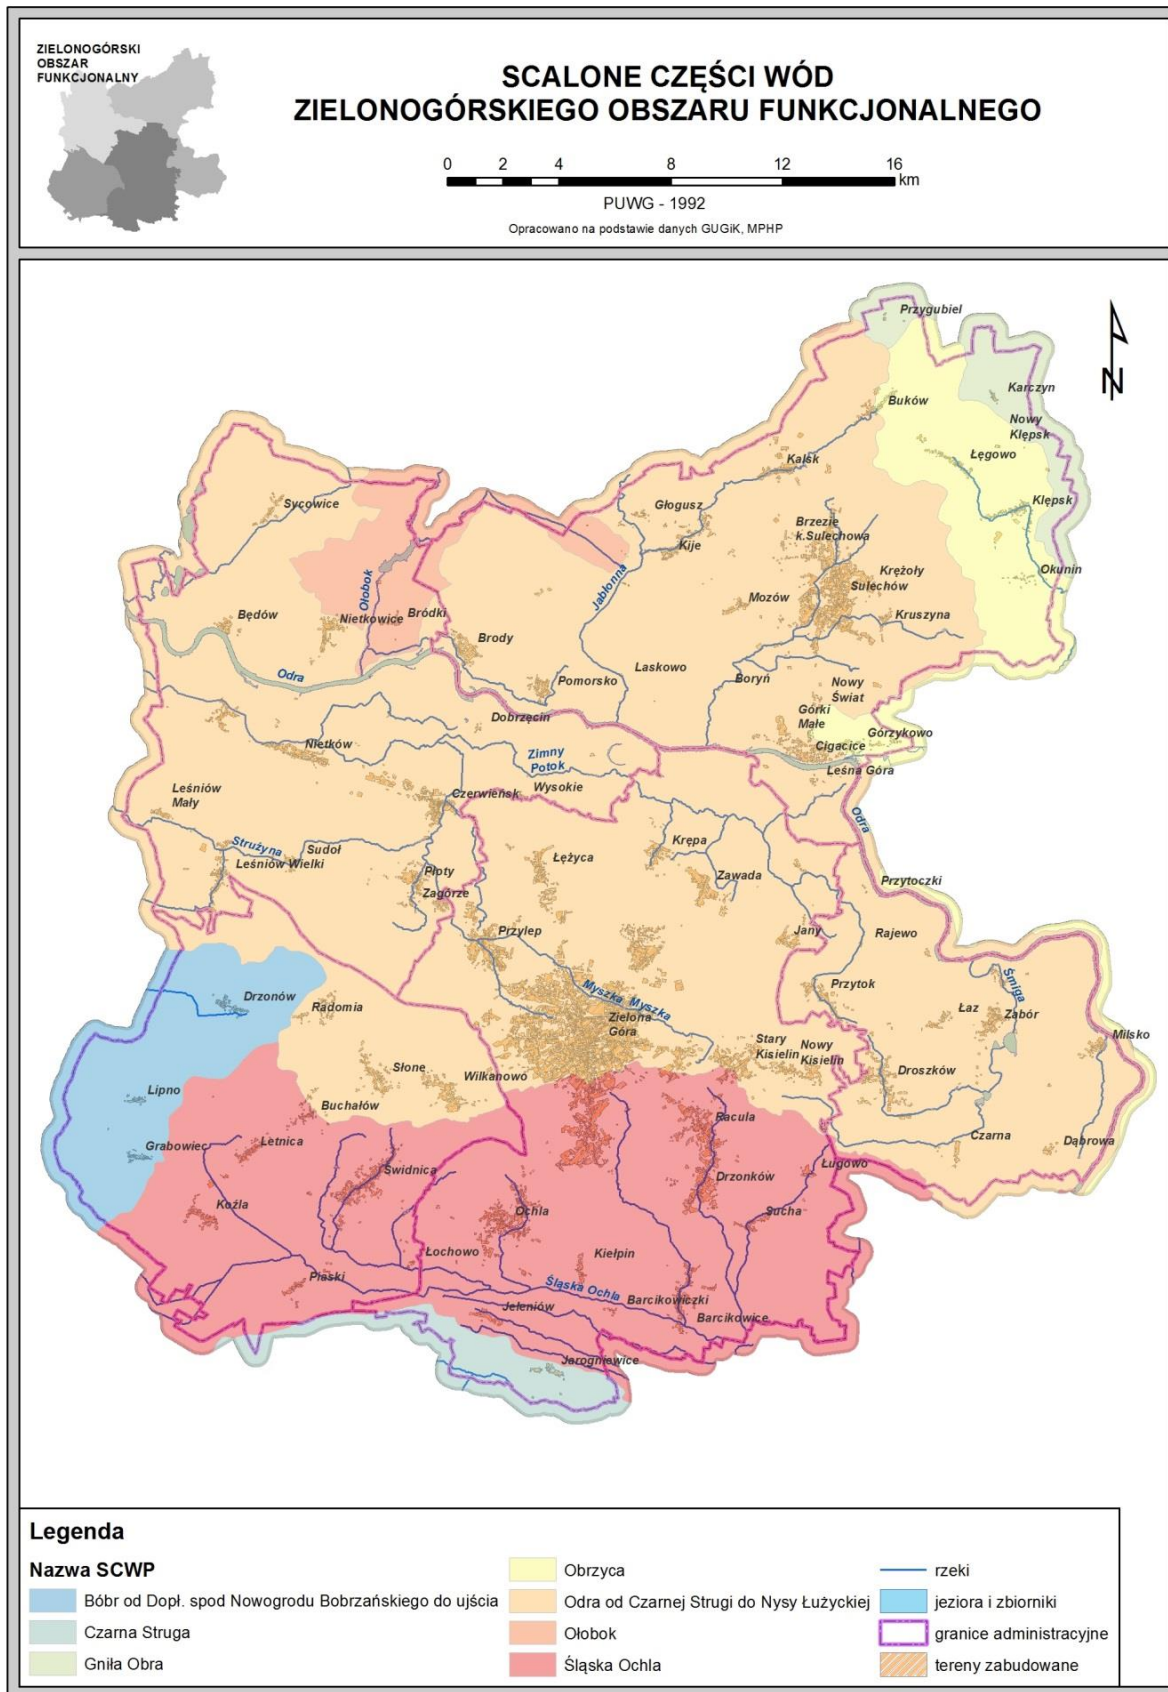 ZIELONOGÓRSKI
OBSZAR
FUNKCJONALNY
SCALONE CZĘŚCI WÓD
ZIELONOGÓRSKIEGO OBSZARU FUNKCJONALNEGO
0 2 4 8 12 16
km
PUWG - 1992
Opracowano na podstawie danych GUGiK, MPHP
N
Przygubiel
Karczyn
Buków
Nowy
Klępsk
Łęgowo
Kalsk
Sycowice
Głogusz
Klępsk
Brzezie
k.Sulechowa
Kije
Okunin
Krężoły
Sulechów
Ołobok
Jabłonna
Mozów
Będów
Nietkowice
Bródki
Kruszyna
Brody
Laskowo
Odra
Pomorsko
Boryń
Nowy
Świat
Dobrzęcin
Górki
Małe
Górzykowo
Nietków
Zimny
Potok
Cigacice
Leśna Góra
Leśniów
Mały
Czerwieńsk
Wysokie
Odra
Strużyna
Sudoł
Krępa
Leśniów Wielki
Łężyca
Płoty
Zagórze
Zawada
Przytoczki
Przylep
Jany
Rajewo
Śmiga
Drzonów
Radomia
Myszka Myszka
Przytok
Łaz
Zabór
Zielona
Góra
Stary
Kisielin
Nowy
Kisielin
Milsko
Słone
Wilkanowo
Droszków
Lipno
Buchałów
Racula
Czarna
Dąbrowa
Grabowiec
Letnica
Świdnica
Ługowo
Drzonków
Koźla
Ochla
Sucha
Łochowo
Kiełpin
Piaski
Śląska Ochla
Jeleniów
Barcikowiczki
Barcikowice
Jarogniewice
Legenda
Nazwa SCWP
Bóbr od Dopł. spod Nowogrodu Bobrzańskiego do ujścia
Czarna Struga
Gniła Obra
Obrzyca
Odra od Czarnej Strugi do Nysy Łużyckiej
Ołobok
Śląska Ochla
rzeki
jeziora i zbiorniki
granice administracyjne
tereny zabudowane